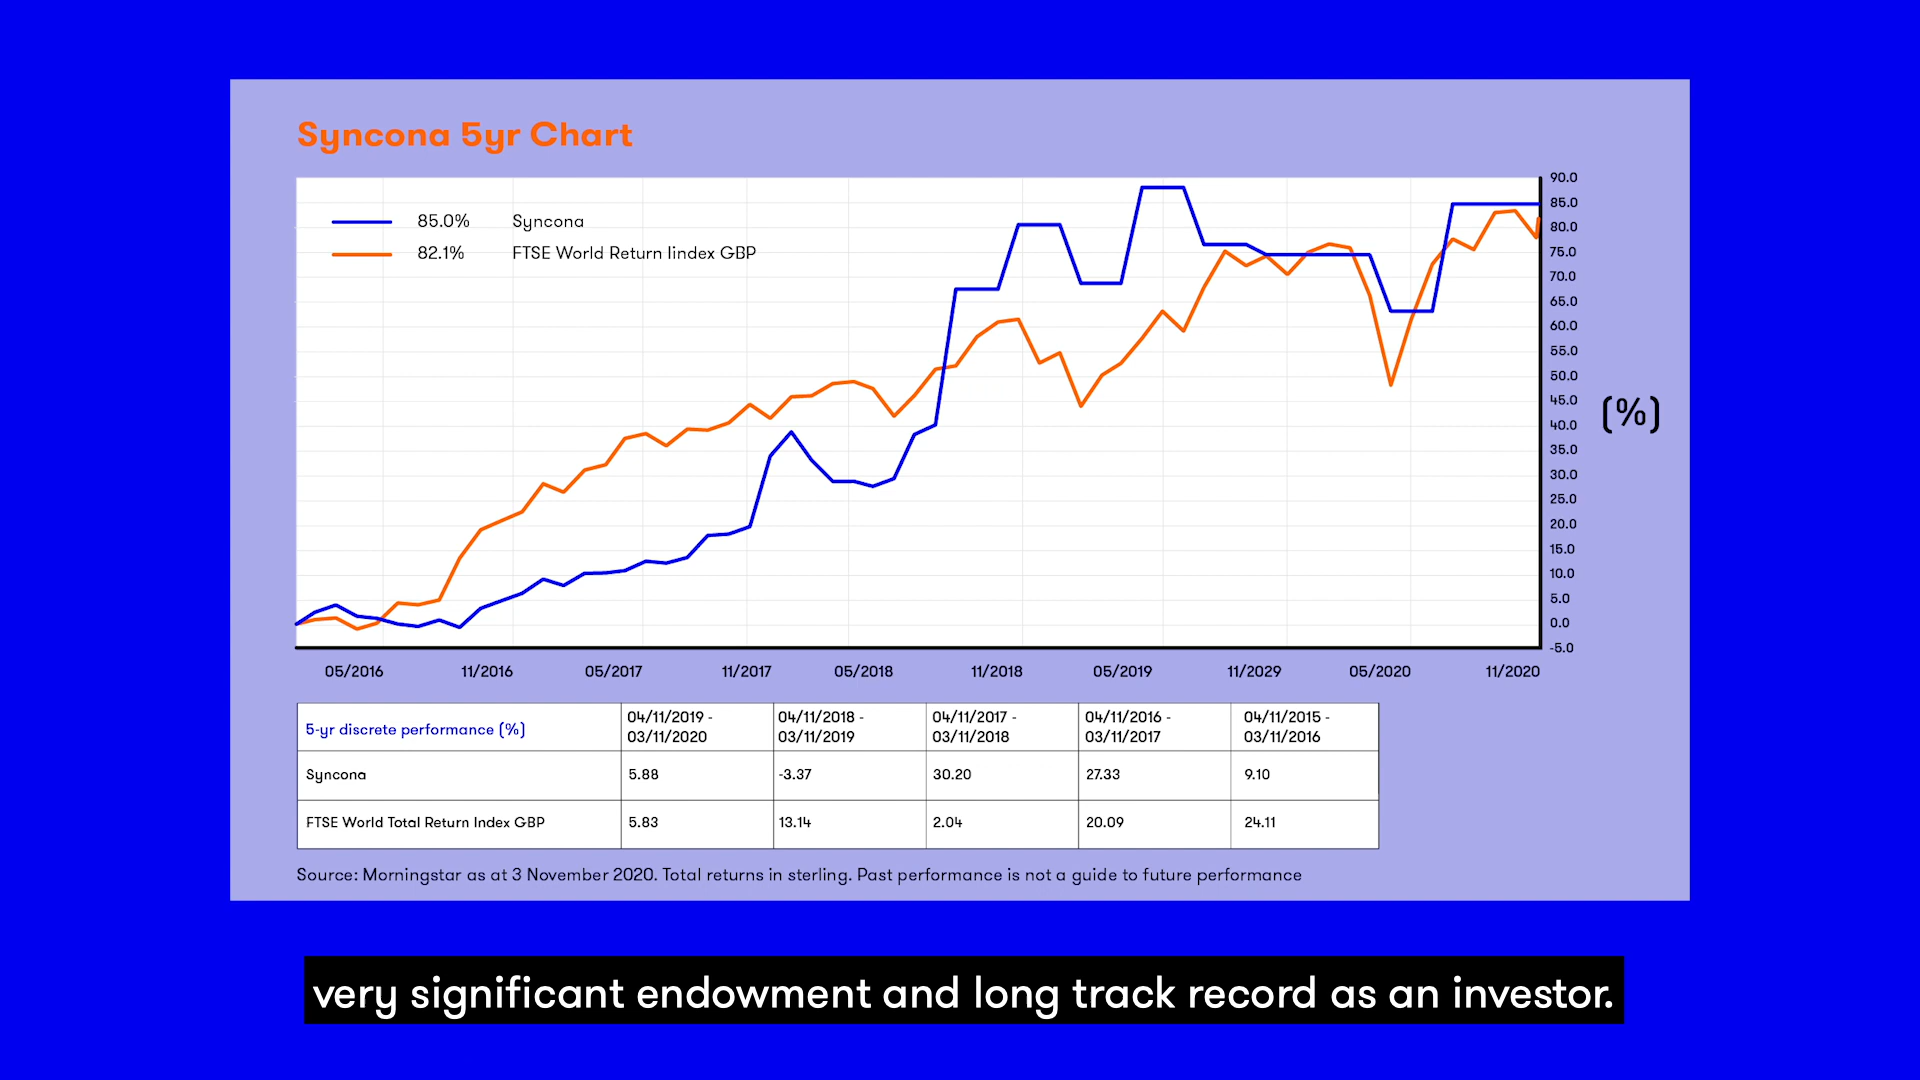 Syncona 5yr Chart
85.0% Syncona
82.1% FTSE World Return Iindex GBP
90.0
85.0
80.0
75.0
70.0
65.0
60.0
55.0
50.0
45.0
40.0
35.0
30.0
25.0
20.0
15.0
10.0
5.0
0.0
-5.0
(%)
05/2016 11/2016 05/2017 11/2017 05/2018 11/2018 05/2019 11/2029 05/2020 11/2020
5-yr discrete performance (%) 04/11/2019 - 03/11/2020 04/11/2018 - 03/11/2019 04/11/2017 - 03/11/2018 04/11/2016 - 03/11/2017 04/11/2015 - 03/11/2016
Syncona 5.88 -3.37 30.20 27.33 9.10
FTSE World Total Return Index GBP 5.83 13.14 2.04 20.09 24.11
Source: Morningstar as at 3 November 2020. Total returns in sterling. Past performance is not a guide to future performance
very significant endowment and long track record as an investor.